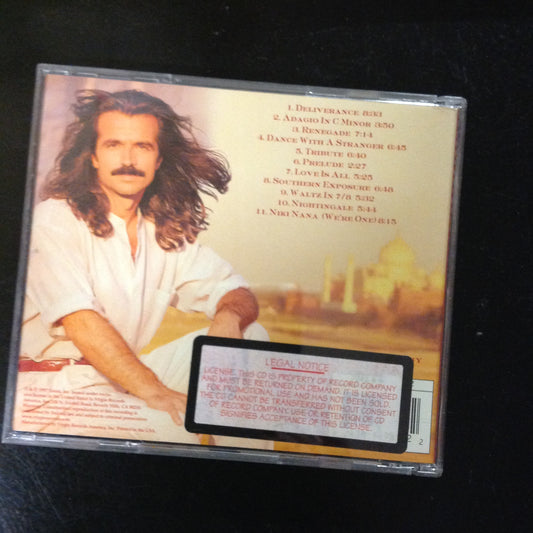 1. Deliverance 8:33
2. Adagio In C Minor 3:50
3. Renegade 7:14
4. Dance With A Stranger 6:45
5. Tribute 6:40
6. Prelude 2:27
7. Love Is All 5:25
8. Southern Exposure 6:48
9. Waltz In 7/8 5:32
10. Nightingale 5:44
11. Niki Nana (We're One) 8:15
LEGAL NOTICE
LICENSE. THIS CD IS PROPERTY OF RECORD COMPANY
AND MUST BE RETURNED ON DEMAND. IT IS LICENSED
FOR PROMOTIONAL USE AND HAS NOT BEEN SOLD.
THE CD CANNOT BE TRANSFERRED WITHOUT CONSENT
OF RECORD COMPANY. USE OR RETENTION OF CD
SIGNIFIES ACCEPTANCE OF THIS LICENSE.